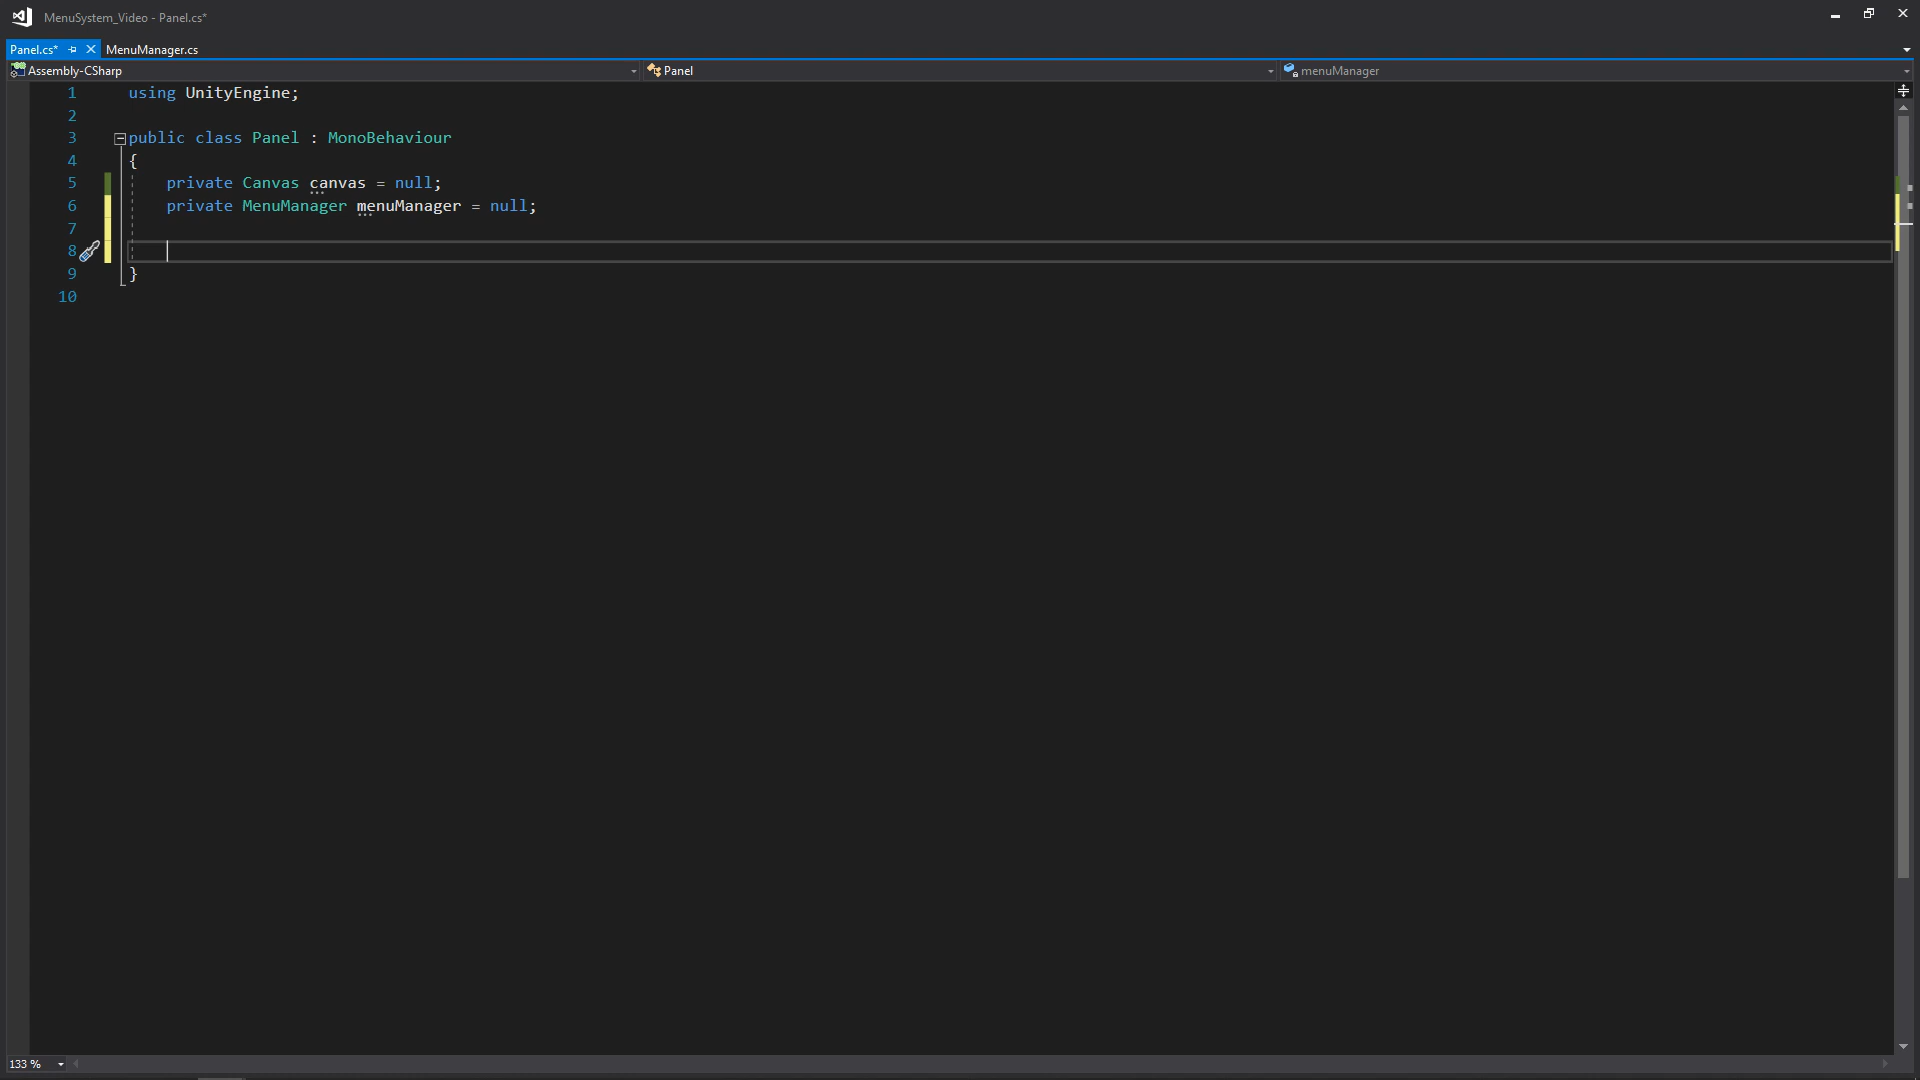 MenuSystem_Video - Panel.cs*
Panel.cs* MenuManager.cs
Assembly-CSharp Panel menuManager
1 using UnityEngine;
2
3 public class Panel : MonoBehaviour
4 {
5 private Canvas canvas = null;
6 private MenuManager menuManager = null;
7
8
9 }
10
133 %